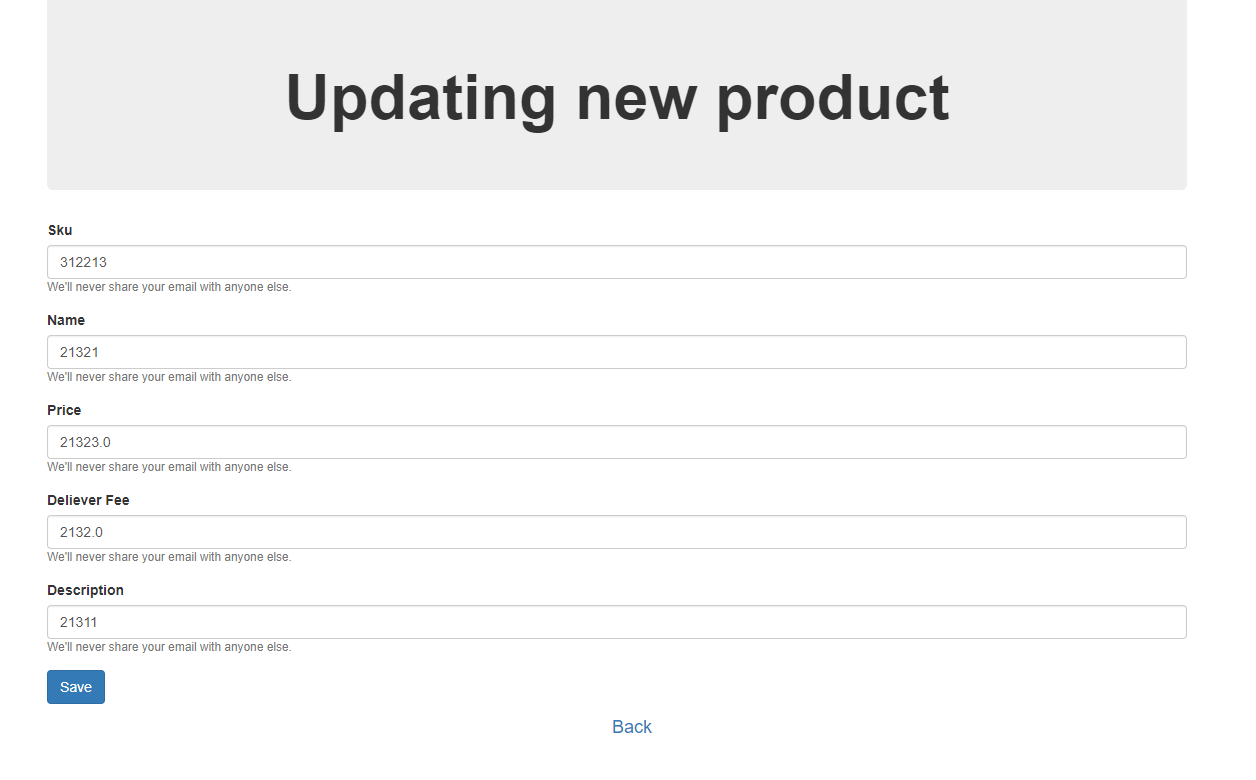 Updating new product
Sku
312213
We'll never share your email with anyone else.
Name
21321
We'll never share your email with anyone else.
Price
21323.0
We'll never share your email with anyone else.
Deliever Fee
2132.0
We'll never share your email with anyone else.
Description
21311
We'll never share your email with anyone else.
Save
Back